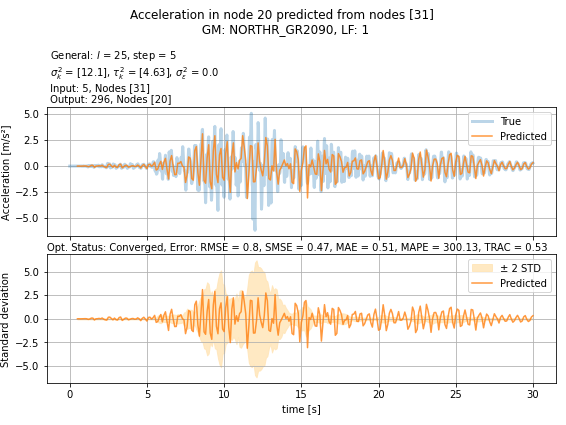 Acceleration in node 20 predicted from nodes [31]
GM: NORTHR_GR2090, LF: 1
General: l = 25, step = 5
σ²ₖ = [12.1], τ²ₖ = [4.63], σ²ε = 0.0
Input: 5, Nodes [31]
Output: 296, Nodes [20]
5.0
2.5
0.0
−2.5
−5.0
Acceleration [m/s²]
True
Predicted
Opt. Status: Converged, Error: RMSE = 0.8, SMSE = 0.47, MAE = 0.51, MAPE = 300.13, TRAC = 0.53
5.0
2.5
0.0
−2.5
−5.0
Standard deviation
± 2 STD
Predicted
0 5 10 15 20 25 30
time [s]